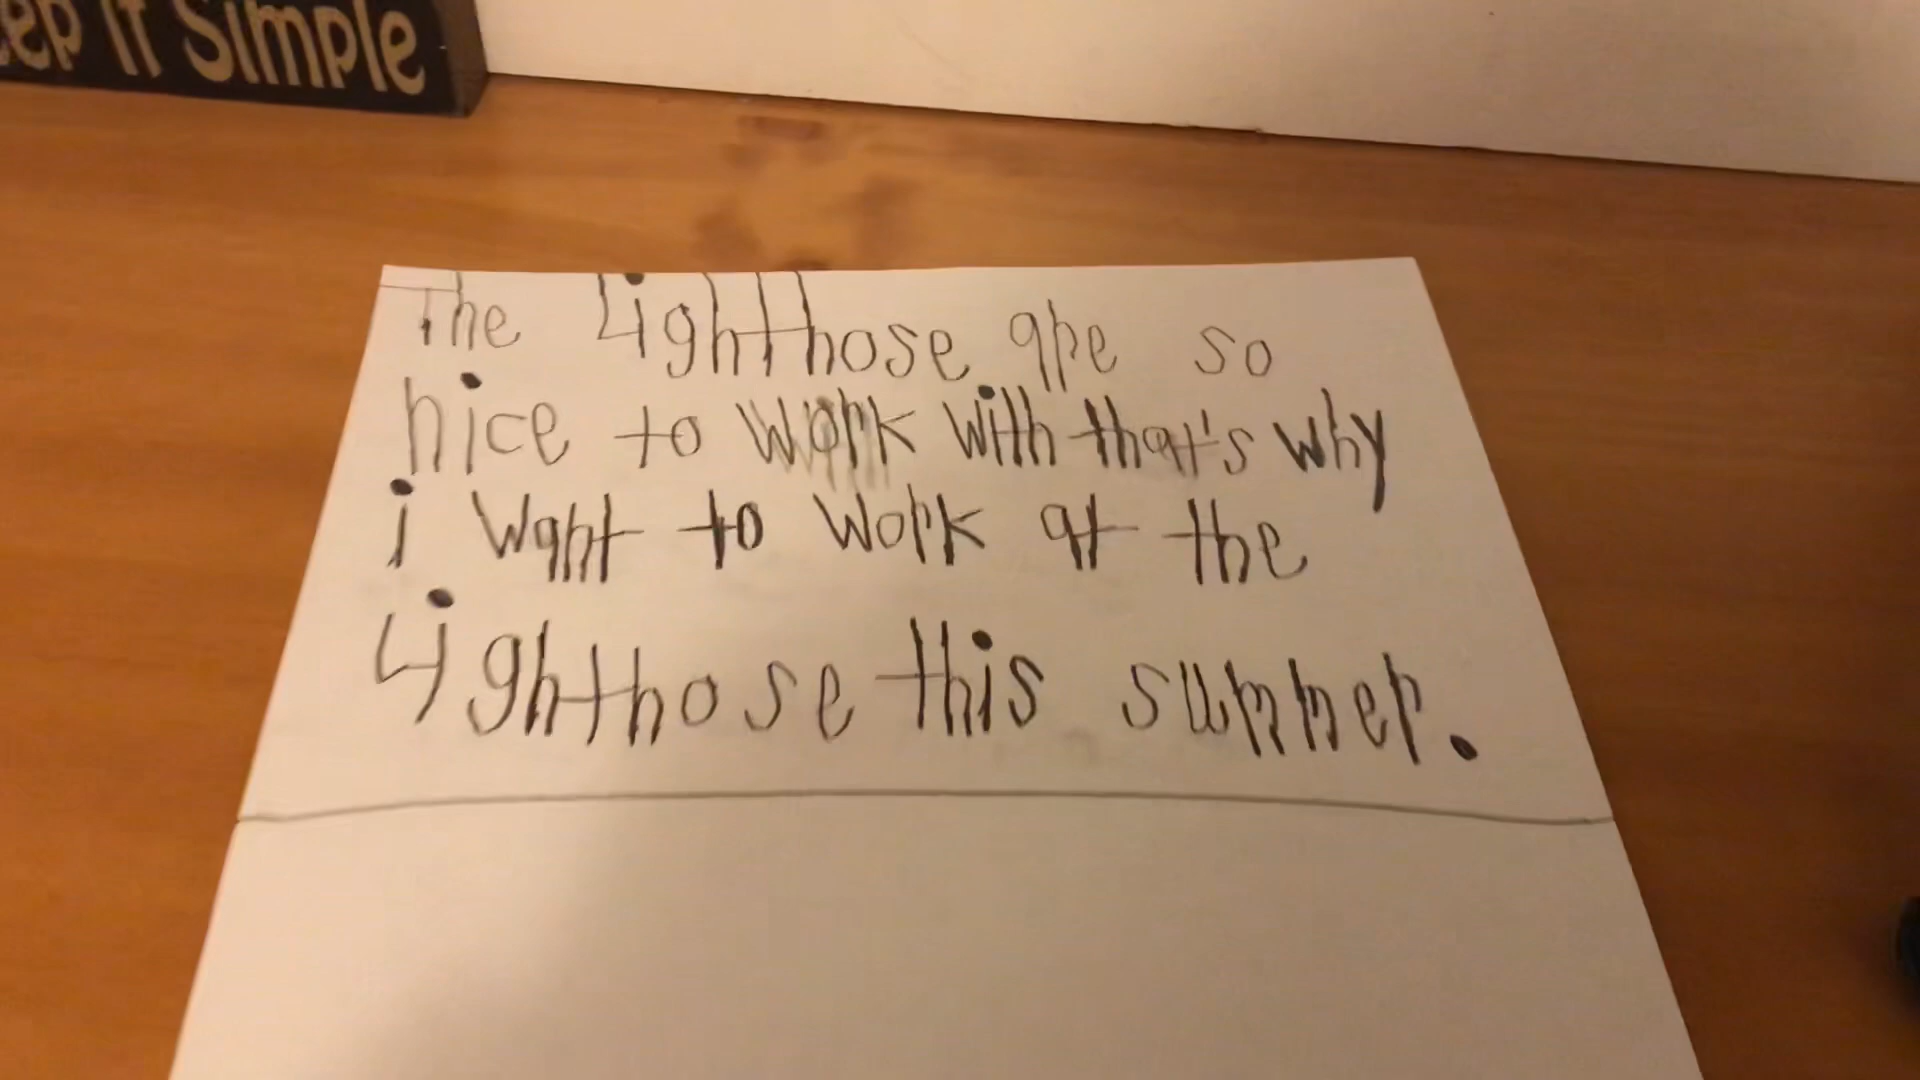 ep it Simple
The Lighthose are so
nice to work with that's why
i want to work at the
Lighthose this summer.